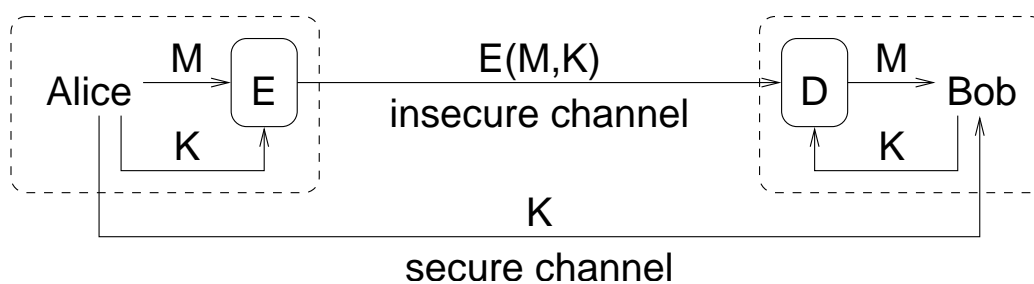 M E(M,K) M
Alice E D Bob
insecure channel
K K
K
secure channel